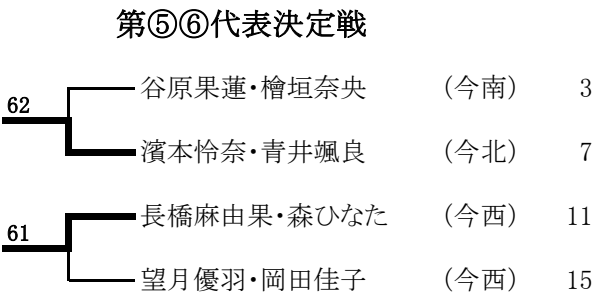 第⑤⑥代表決定戦
谷原果蓮・檜垣奈央 （今南） 3
62
濱本怜奈・青井颯良 （今北） 7
長橋麻由果・森ひなた （今西） 11
61
望月優羽・岡田佳子 （今西） 15